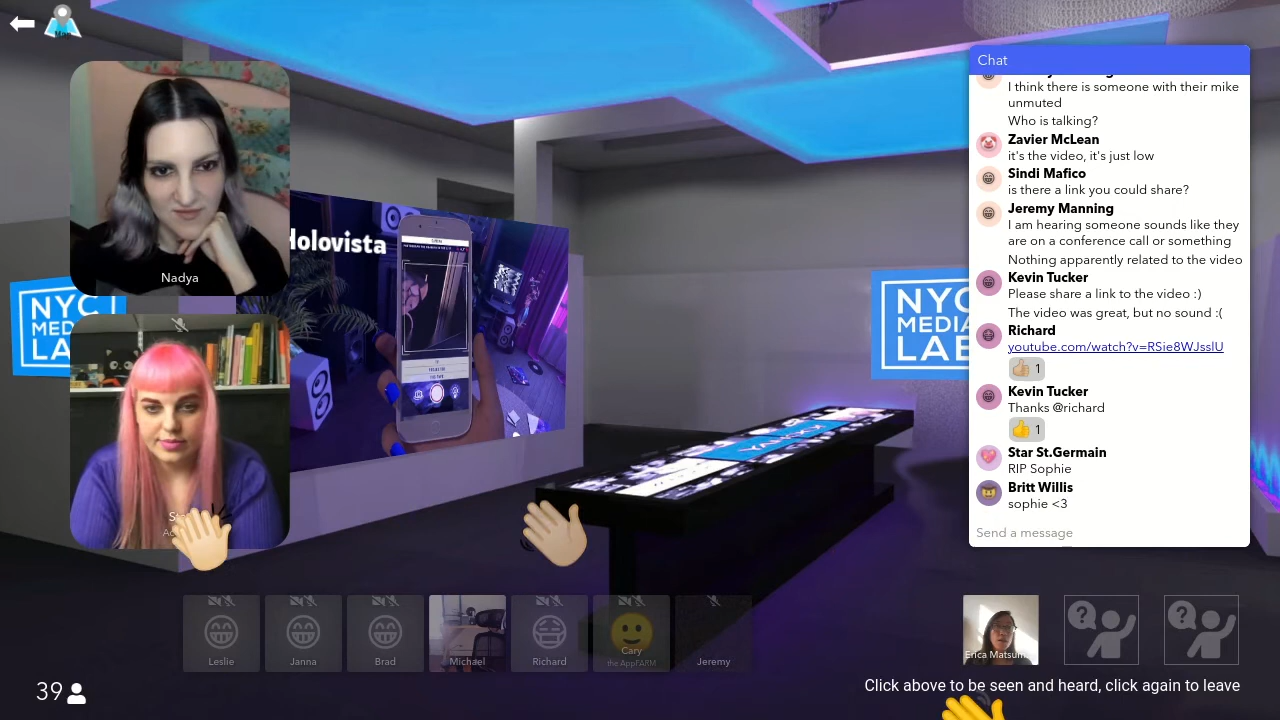 Map
Nadya
Holovista
NYC
MEDIA
LAB
NYC
MEDIA
LAB
YAHOO!
Leslie
Janna
Brad
Michael
Richard
Cary
the AppFARM
Jeremy
39
Chat
I think there is someone with their mike
unmuted
Who is talking?
Zavier McLean
it's the video, it's just low
Sindi Mafico
is there a link you could share?
Jeremy Manning
I am hearing someone sounds like they
are on a conference call or something
Nothing apparently related to the video
Kevin Tucker
Please share a link to the video :)
The video was great, but no sound :(
Richard
youtube.com/watch?v=RSie8WJsslU
1
Kevin Tucker
Thanks @richard
1
Star St.Germain
RIP Sophie
Britt Willis
sophie <3
Send a message
Erica Matsum
Click above to be seen and heard, click again to leave